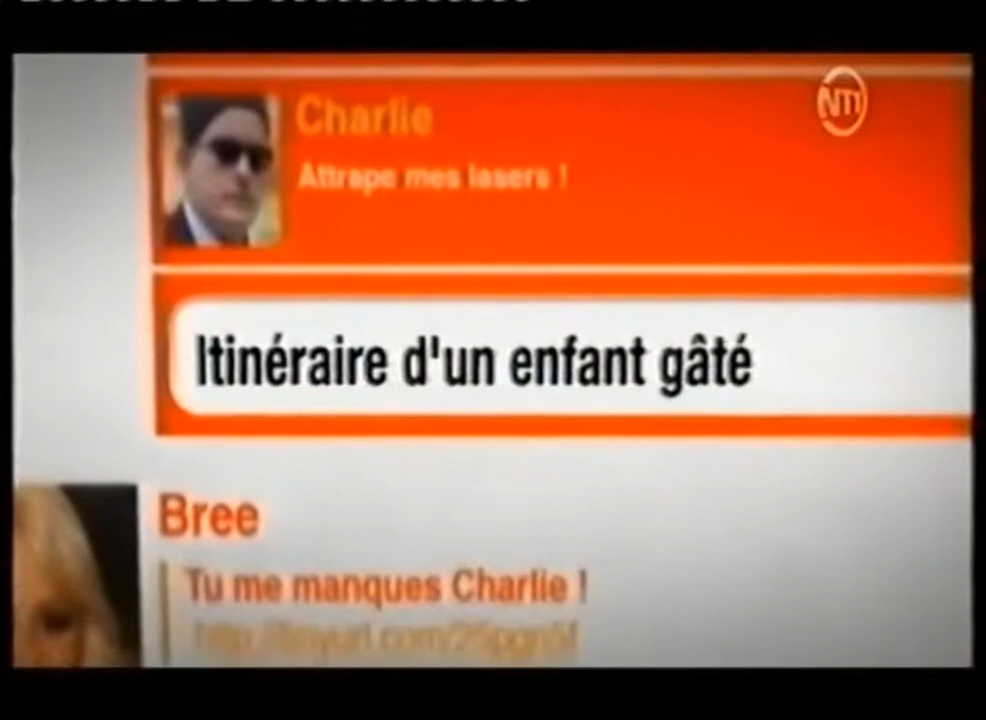 NT1
Charlie
Attrape mes lasers !
Itinéraire d'un enfant gâté
Bree
Tu me manques Charlie !